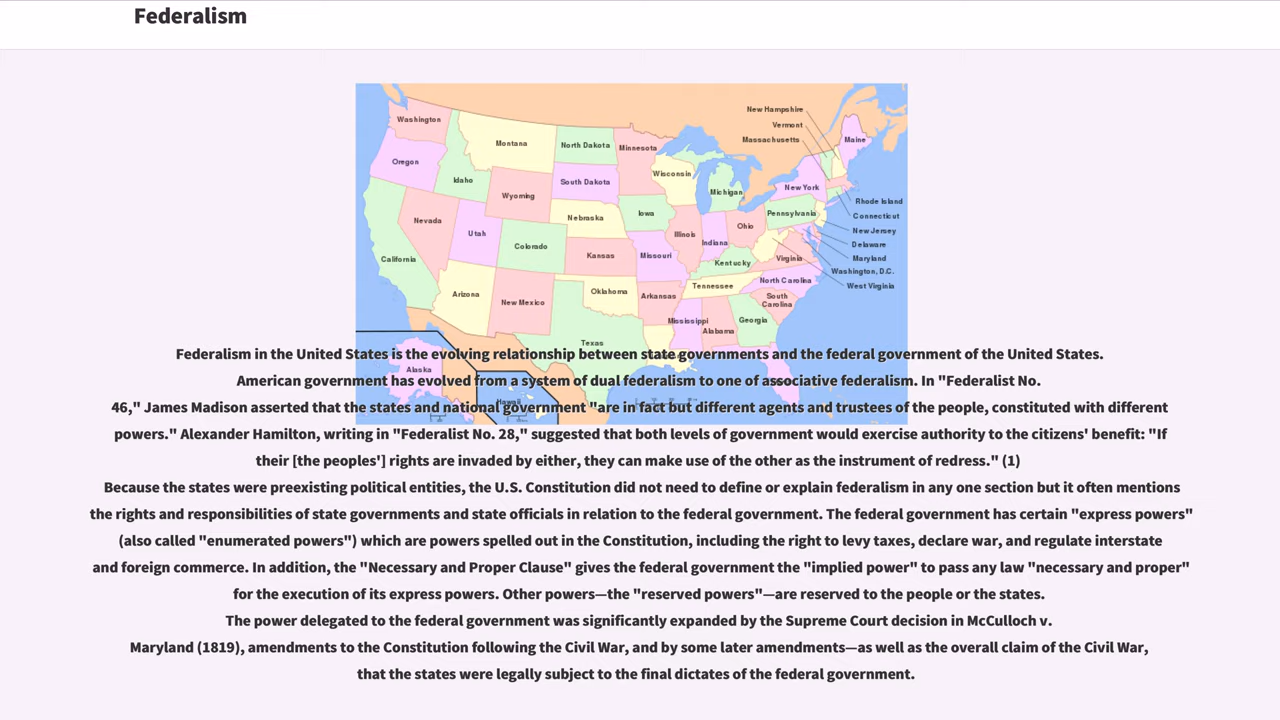 Federalism
New Hampshire
Washington
Vermont
Montana
North Dakota
Minnesota
Massachusetts
Maine
Oregon
Wisconsin
Idaho
South Dakota
Michigan
New York
Wyoming
Rhode Island
Iowa
Pennsylvania
Connecticut
Nevada
Nebraska
Ohio
New Jersey
Utah
Illinois
Indiana
Delaware
Colorado
Kansas
Missouri
California
Kentucky
Virginia
Maryland
Washington, D.C.
North Carolina
West Virginia
Tennessee
Arizona
Oklahoma
Arkansas
New Mexico
South
Carolina
Mississippi
Georgia
Alabama
Texas
Federalism in the United States is the evolving relationship between state governments and the federal government of the United States.
Alaska
American government has evolved from a system of dual federalism to one of associative federalism. In "Federalist No.
Hawaii
46," James Madison asserted that the states and national government "are in fact but different agents and trustees of the people, constituted with different
powers." Alexander Hamilton, writing in "Federalist No. 28," suggested that both levels of government would exercise authority to the citizens' benefit: "If
their [the peoples'] rights are invaded by either, they can make use of the other as the instrument of redress." (1)
Because the states were preexisting political entities, the U.S. Constitution did not need to define or explain federalism in any one section but it often mentions
the rights and responsibilities of state governments and state officials in relation to the federal government. The federal government has certain "express powers"
(also called "enumerated powers") which are powers spelled out in the Constitution, including the right to levy taxes, declare war, and regulate interstate
and foreign commerce. In addition, the "Necessary and Proper Clause" gives the federal government the "implied power" to pass any law "necessary and proper"
for the execution of its express powers. Other powers—the "reserved powers"—are reserved to the people or the states.
The power delegated to the federal government was significantly expanded by the Supreme Court decision in McCulloch v.
Maryland (1819), amendments to the Constitution following the Civil War, and by some later amendments—as well as the overall claim of the Civil War,
that the states were legally subject to the final dictates of the federal government.